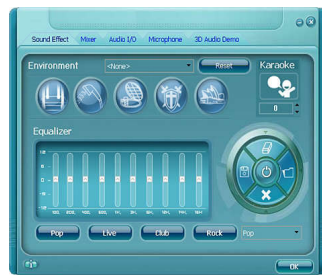 Sound Effect Mixer Audio I/O Microphone 3D Audio Demo
Environment <None> Reset Karaoke
0
Equalizer
Pop Live Club Rock Pop
OK